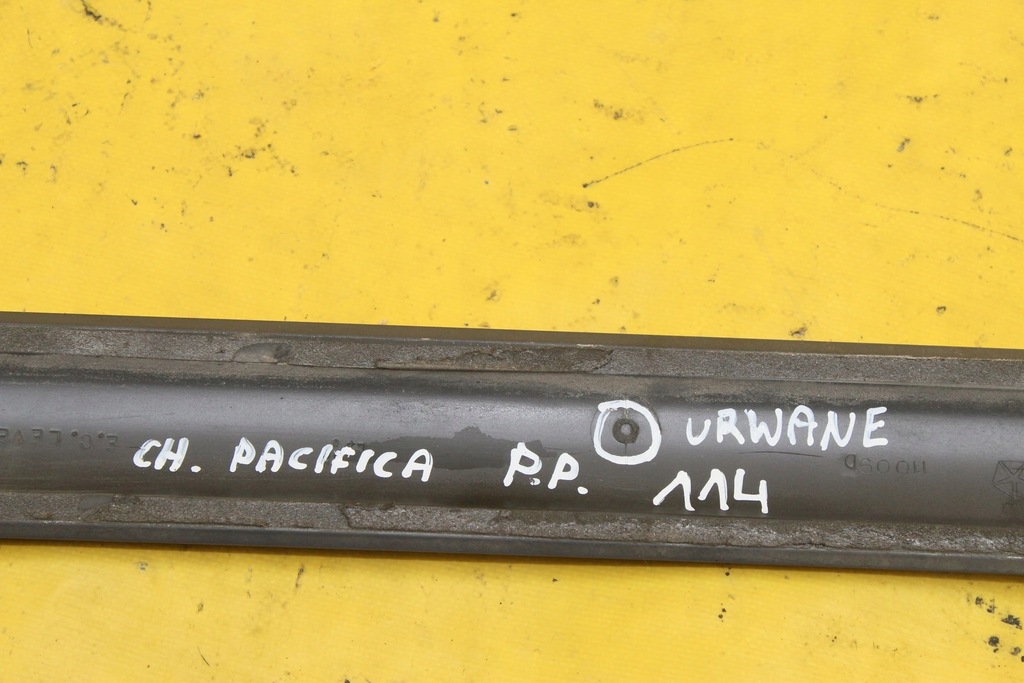 CH. PACIFICA P.P. URWANE
114